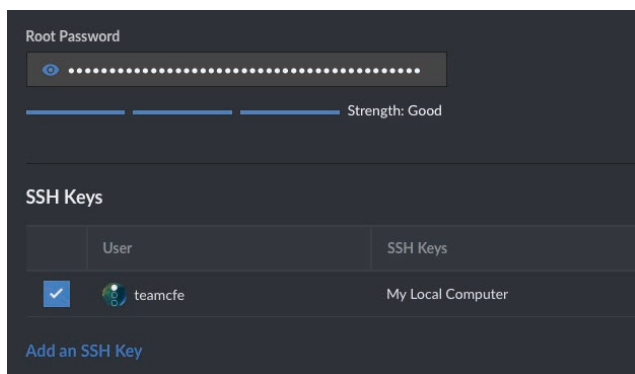 Root Password
••••••••••••••••••••••••••••••••••••••••••••
Strength: Good
SSH Keys
User SSH Keys
teamcfe My Local Computer
Add an SSH Key